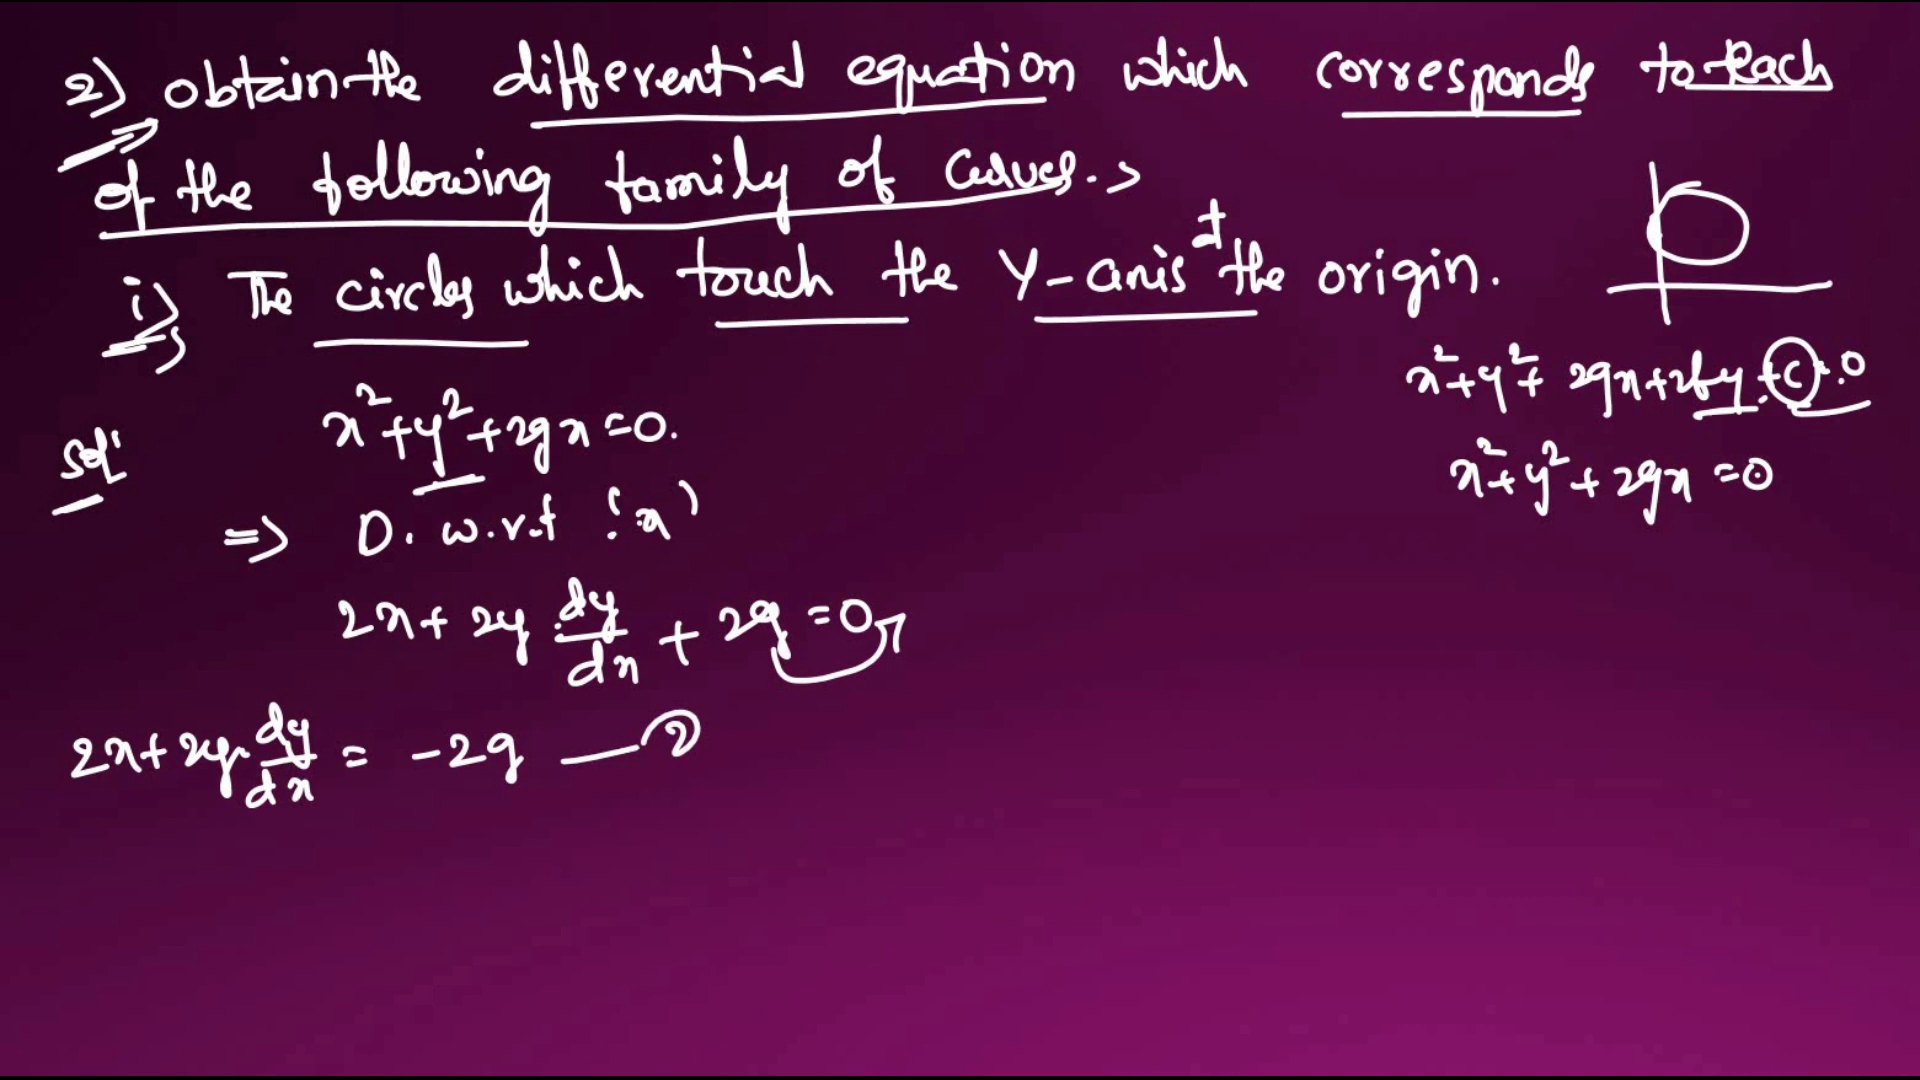 2) obtain the differential equation which corresponds to Each
of the following family of Curves.>
i) The circles which touch the Y-axis at the origin.
x²+y²+2gx+2fy+c=0
x²+y²+2gx=0
sol: x²+y²+2gx=0.
=> D. w.r.t 'x'
2x+2y dy/dx + 2g =0
2x+2y. dy/dx = -2g — 2